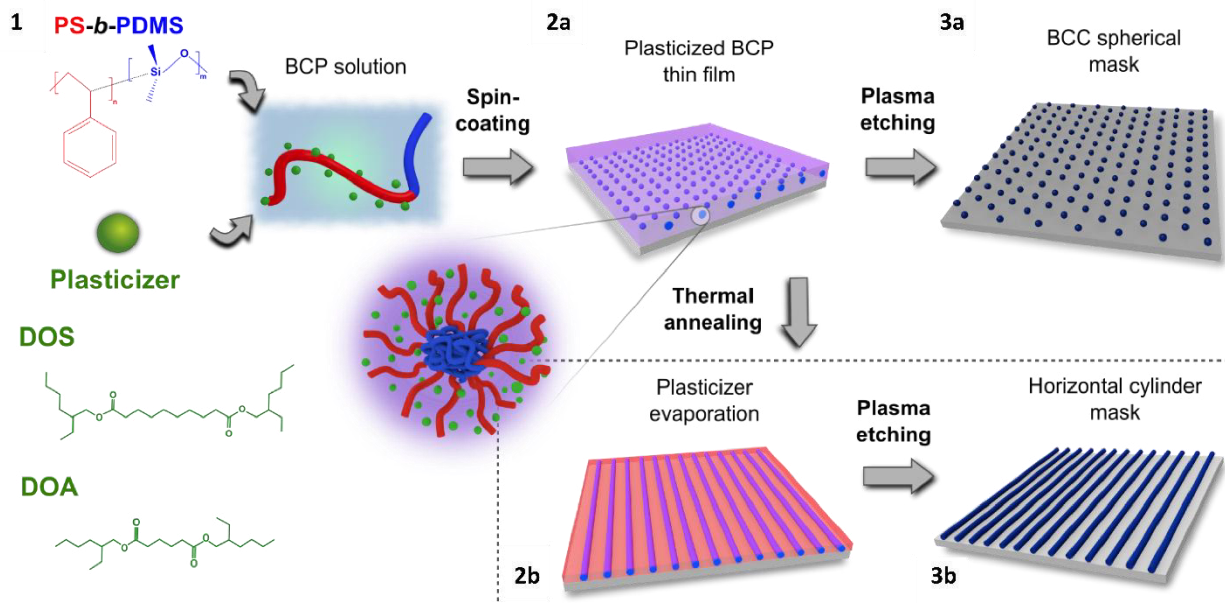 1
PS-b-PDMS
Si
O
n
m
Plasticizer
DOS
O
O
O
O
DOA
O
O
O
O
BCP solution
Spin-
coating
2a
Plasticized BCP
thin film
Plasma
etching
3a
BCC spherical
mask
Thermal
annealing
Plasticizer
evaporation
2b
Plasma
etching
Horizontal cylinder
mask
3b